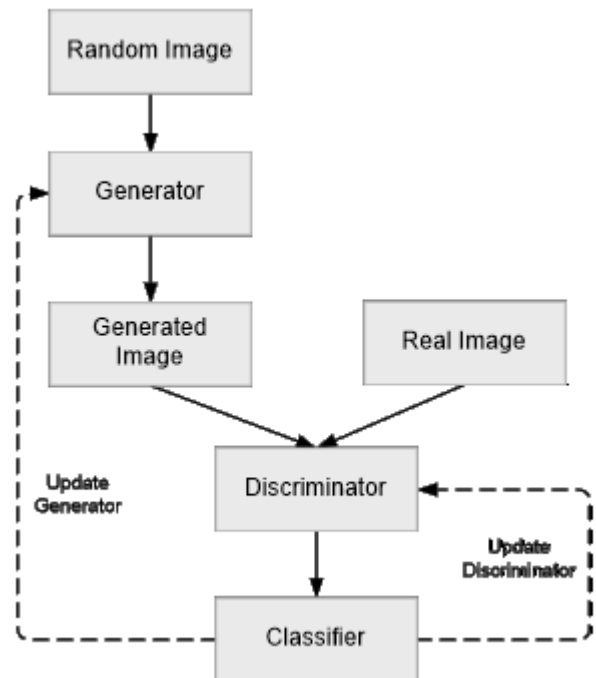 Random Image
Generator
Generated
Image
Real Image
Discriminator
Update
Generator
Update
Discriminator
Classifier